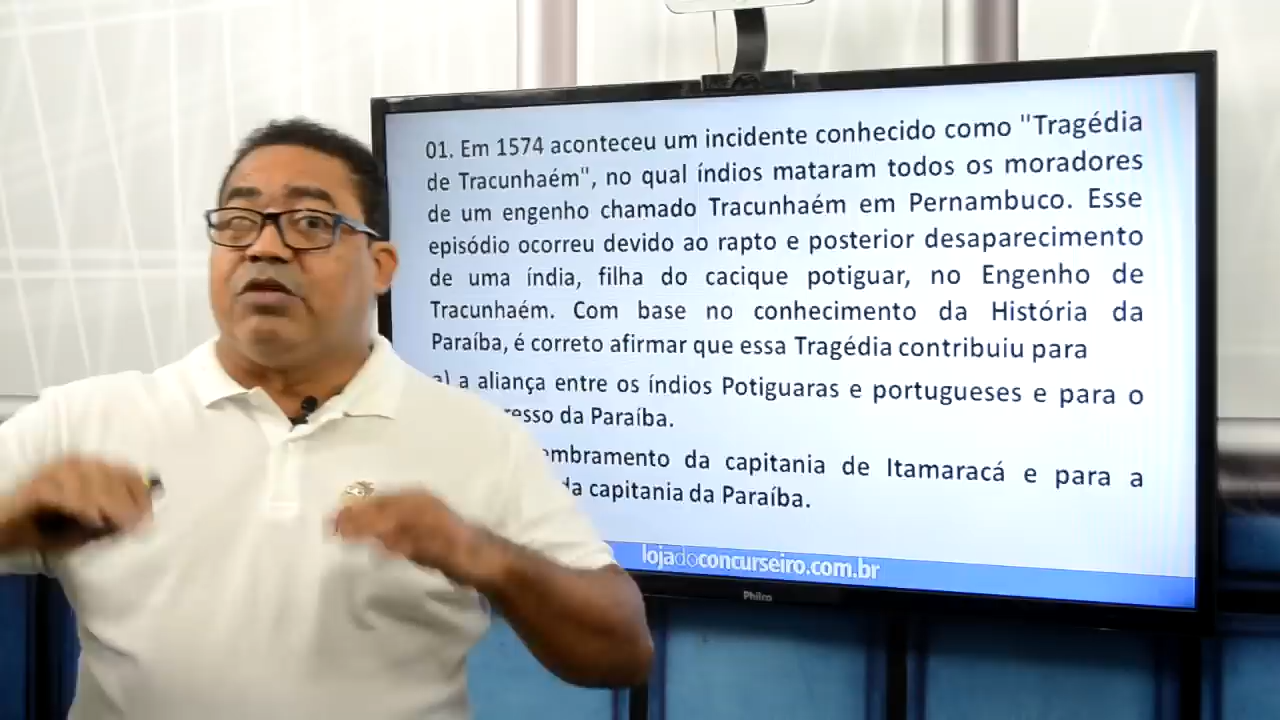 01. Em 1574 aconteceu um incidente conhecido como "Tragédia
de Tracunhaém", no qual índios mataram todos os moradores
de um engenho chamado Tracunhaém em Pernambuco. Esse
episódio ocorreu devido ao rapto e posterior desaparecimento
de uma índia, filha do cacique potiguar, no Engenho de
Tracunhaém. Com base no conhecimento da História da
Paraíba, é correto afirmar que essa Tragédia contribuiu para
a) a aliança entre os índios Potiguaras e portugueses e para o
resso da Paraíba.
embramento da capitania de Itamaracá e para a
da capitania da Paraíba.
lojadoconcurseiro.com.br
Philco